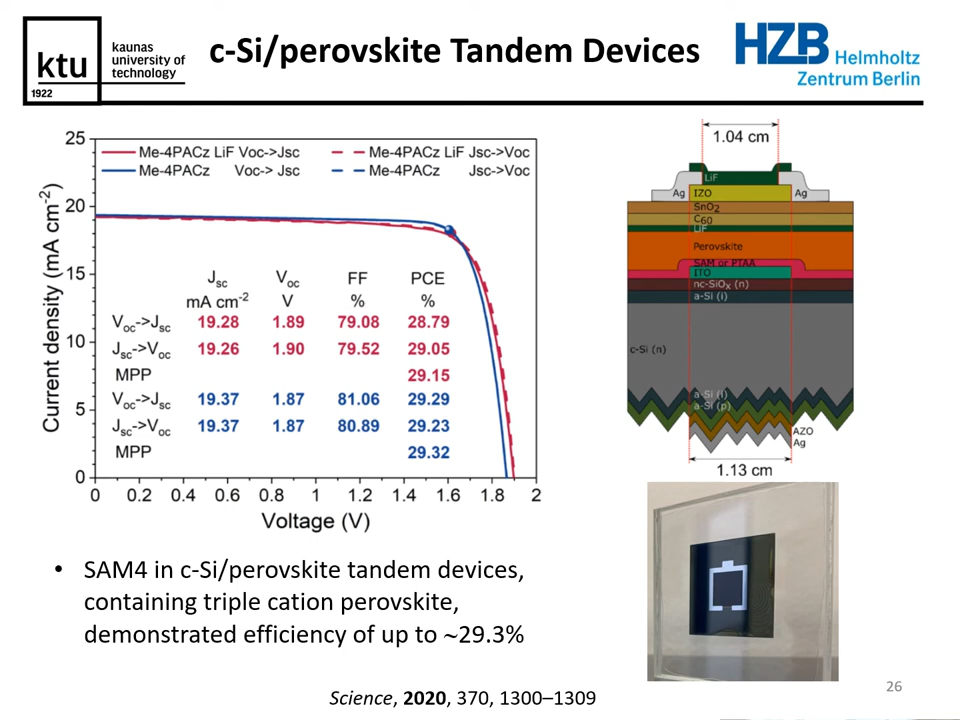 ktu
1922
kaunas
university of
technology
c-Si/perovskite Tandem Devices
HZB Helmholtz
Zentrum Berlin
Current density (mA cm-2)
25
20
15
10
5
0
Me-4PACz LiF Voc->Jsc
Me-4PACz LiF Jsc->Voc
Me-4PACz Voc-> Jsc
Me-4PACz Jsc->Voc
Jsc Voc FF PCE
mA cm-2 V % %
Voc->Jsc 19.28 1.89 79.08 28.79
Jsc->Voc 19.26 1.90 79.52 29.05
MPP 29.15
Voc->Jsc 19.37 1.87 81.06 29.29
Jsc->Voc 19.37 1.87 80.89 29.23
MPP 29.32
0 0.2 0.4 0.6 0.8 1 1.2 1.4 1.6 1.8 2
Voltage (V)
1.04 cm
LiF
Ag IZO Ag
SnO2
C60
LiF
Perovskite
SAM or PTAA
ITO
nc-SiOx (n)
a-Si (i)
c-Si (n)
a-Si (i)
a-Si (p)
AZO
Ag
1.13 cm
• SAM4 in c-Si/perovskite tandem devices,
containing triple cation perovskite,
demonstrated efficiency of up to ~29.3%
Science, 2020, 370, 1300–1309
26